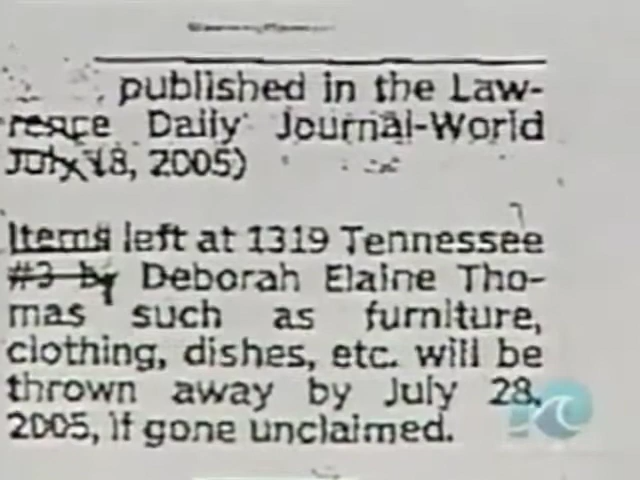 published in the Law-
rence Daily Journal-World
July 18, 2005)
Items left at 1319 Tennessee
#3 by Deborah Elaine Tho-
mas such as furniture,
clothing, dishes, etc. will be
thrown away by July 28,
2005, if gone unclaimed.